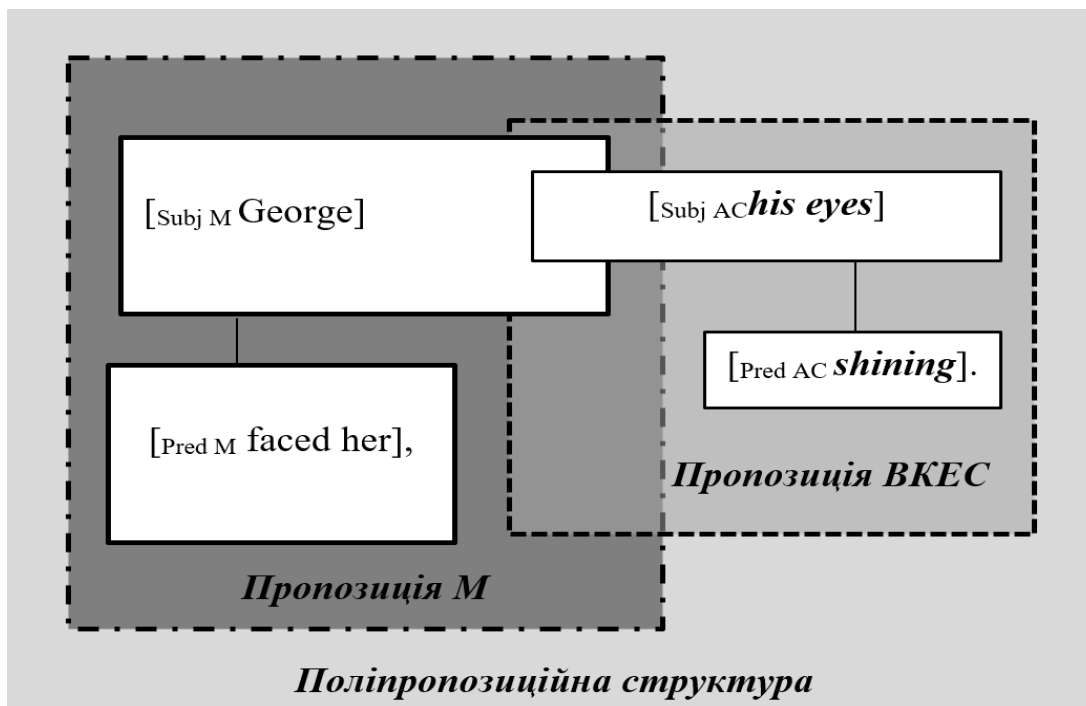 [Subj M George]
[Subj AC his eyes]
[Pred AC shining].
[Pred M faced her],
Пропозиція ВКЕС
Пропозиція М
Поліпропозиційна структура